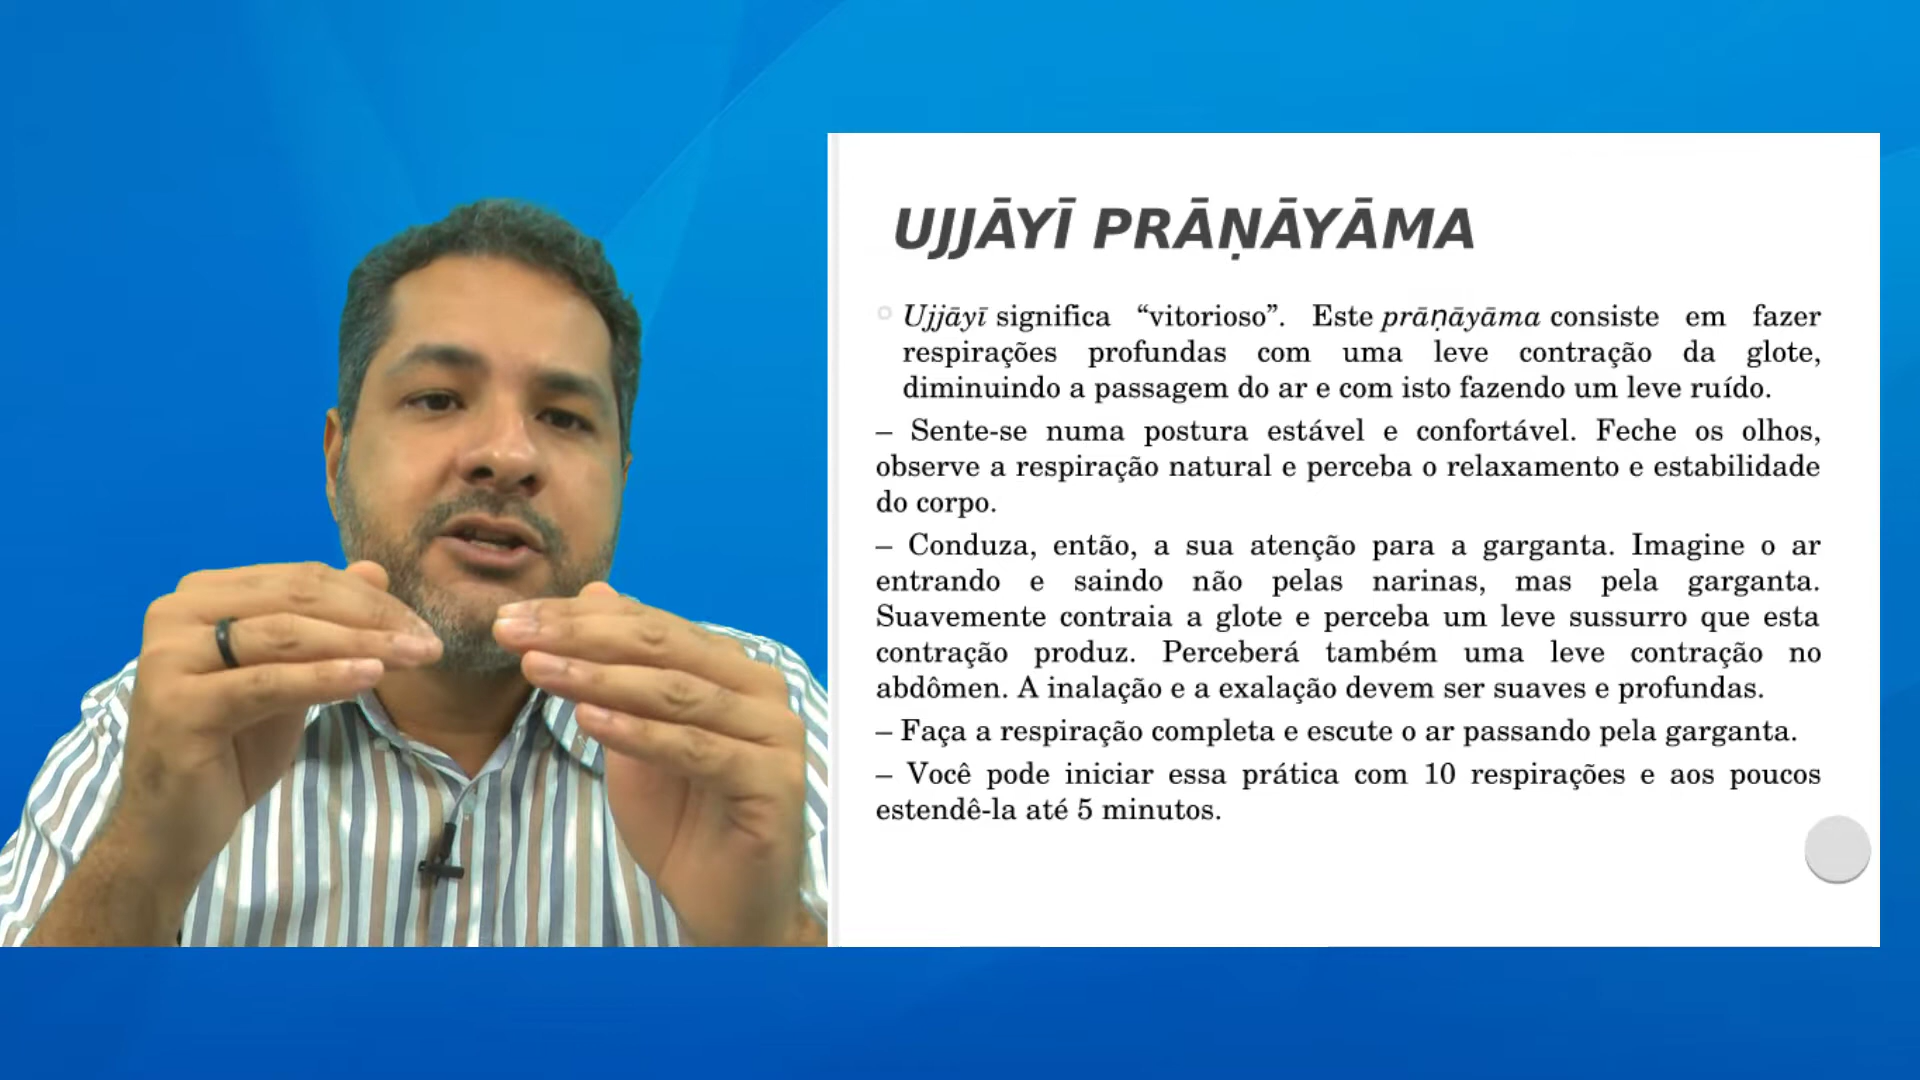 UJJĀYĪ PRĀṆĀYĀMA
Ujjāyī significa “vitorioso”. Este prāṇāyāma consiste em fazer
respirações profundas com uma leve contração da glote,
diminuindo a passagem do ar e com isto fazendo um leve ruído.
– Sente-se numa postura estável e confortável. Feche os olhos,
observe a respiração natural e perceba o relaxamento e estabilidade
do corpo.
– Conduza, então, a sua atenção para a garganta. Imagine o ar
entrando e saindo não pelas narinas, mas pela garganta.
Suavemente contraia a glote e perceba um leve sussurro que esta
contração produz. Perceberá também uma leve contração no
abdômen. A inalação e a exalação devem ser suaves e profundas.
– Faça a respiração completa e escute o ar passando pela garganta.
– Você pode iniciar essa prática com 10 respirações e aos poucos
estendê-la até 5 minutos.